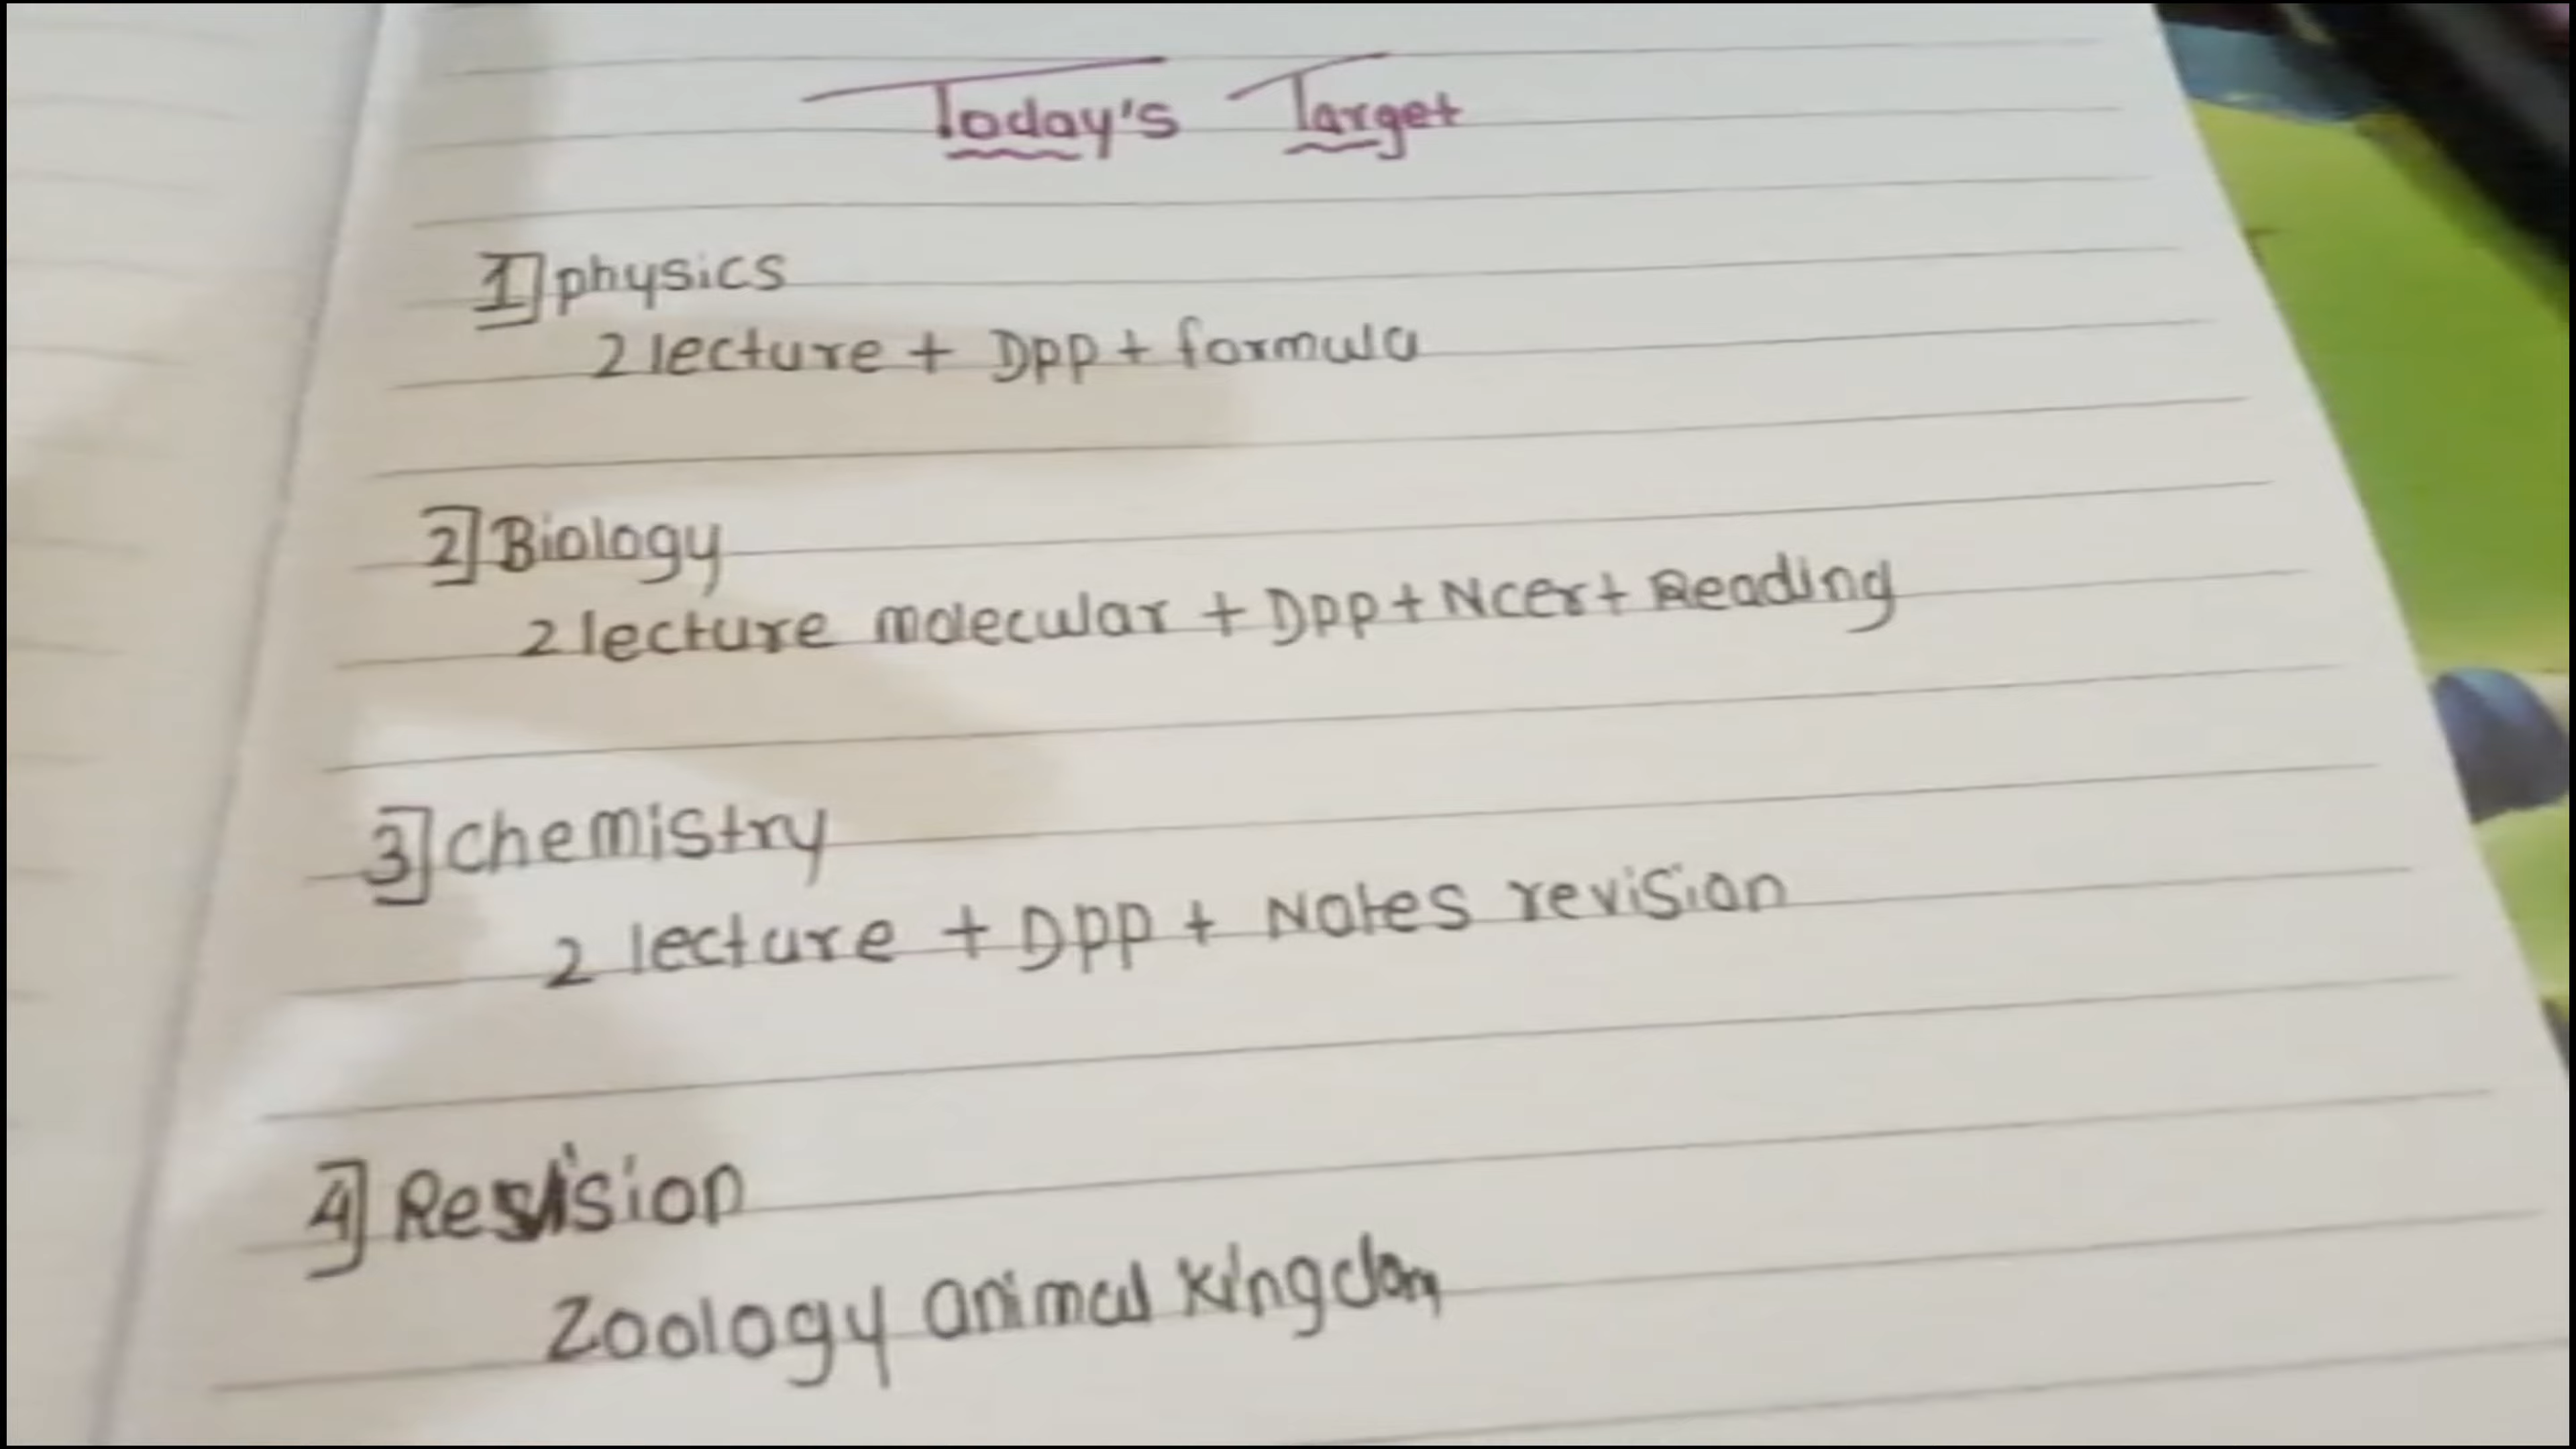 Today's Target
1] physics
2 lecture + Dpp + formula
2] Biology
2 lecture molecular + Dpp + Ncert Reading
3] chemistry
2 lecture + Dpp + Notes revision
4] Revision
Zoology animal kingdom